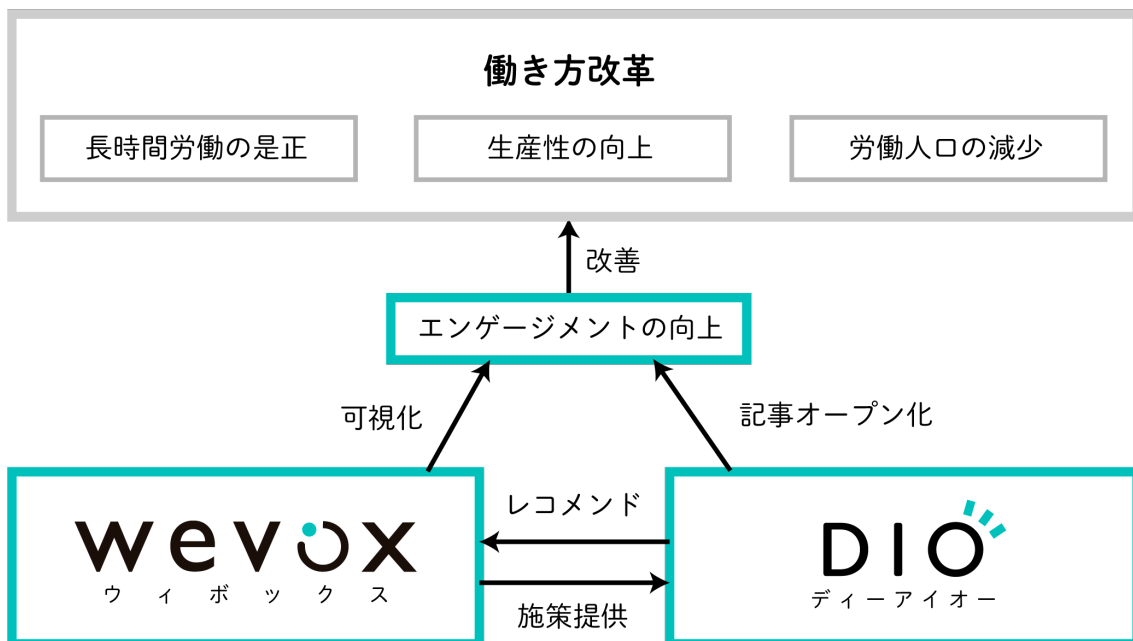 働き方改革
長時間労働の是正
生産性の向上
労働人口の減少
改善
エンゲージメントの向上
可視化
記事オープン化
wevox
ウィボックス
レコメンド
施策提供
DIO
ディーアイオー